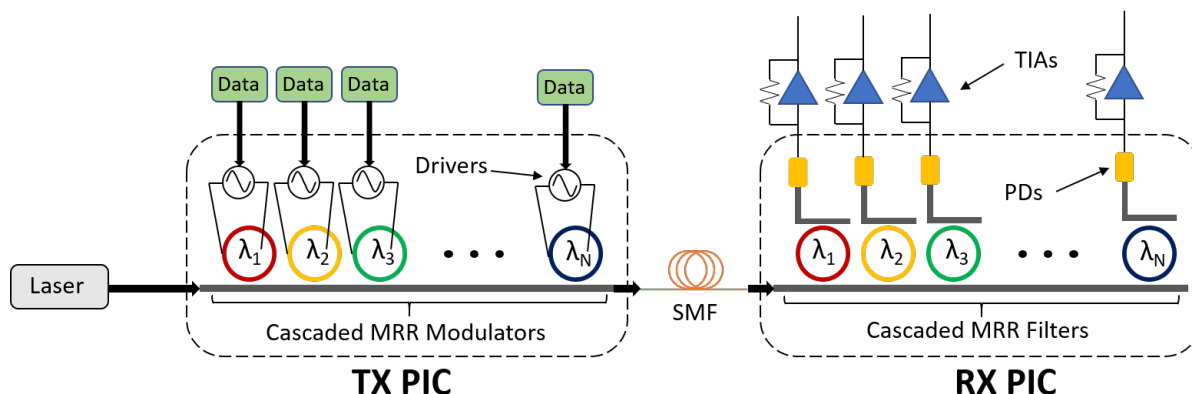 Data Data Data Data
TIAs
Drivers
PDs
λ1 λ2 λ3 • • • λN
λ1 λ2 λ3 • • • λN
Laser
SMF
Cascaded MRR Modulators
Cascaded MRR Filters
TX PIC
RX PIC